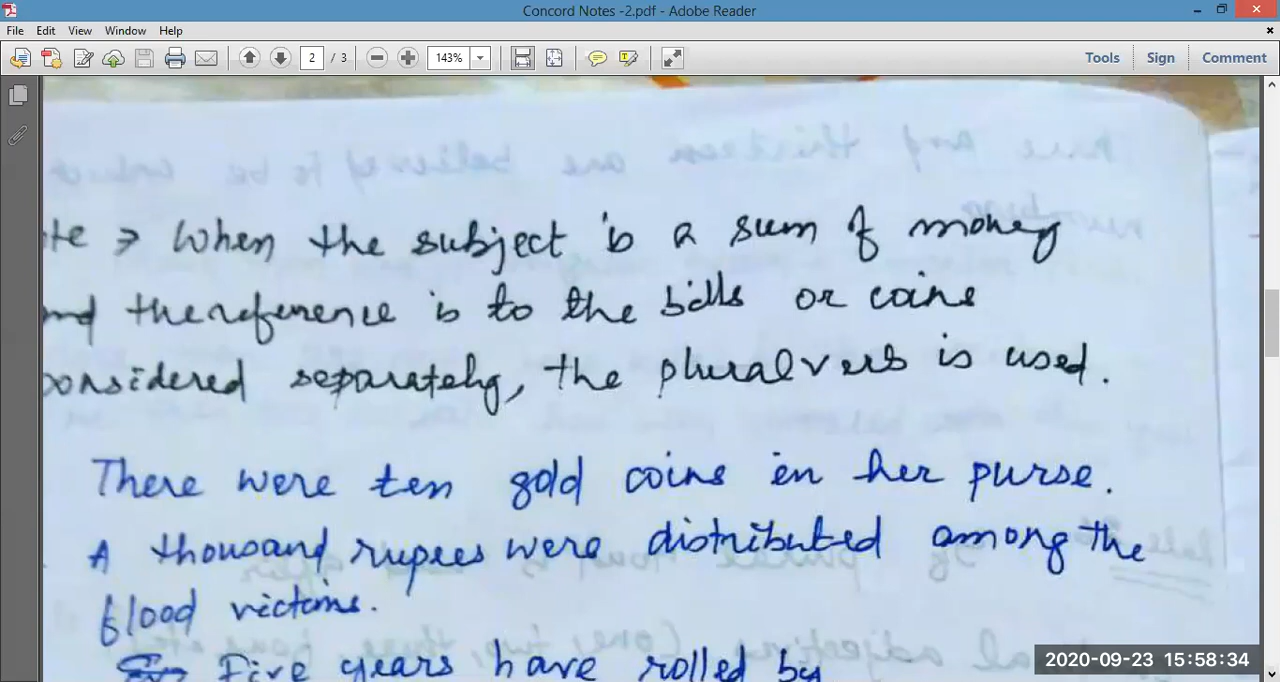 Concord Notes -2.pdf - Adobe Reader
File Edit View Window Help
2 / 3 143% Tools Sign Comment
te → When the subject is a sum of money
nd the reference is to the bills or coins
considered separately, the plural verb is used.
There were ten gold coins in her purse.
A thousand rupees were distributed among the
flood victims.
Five years have rolled by
2020-09-23 15:58:34